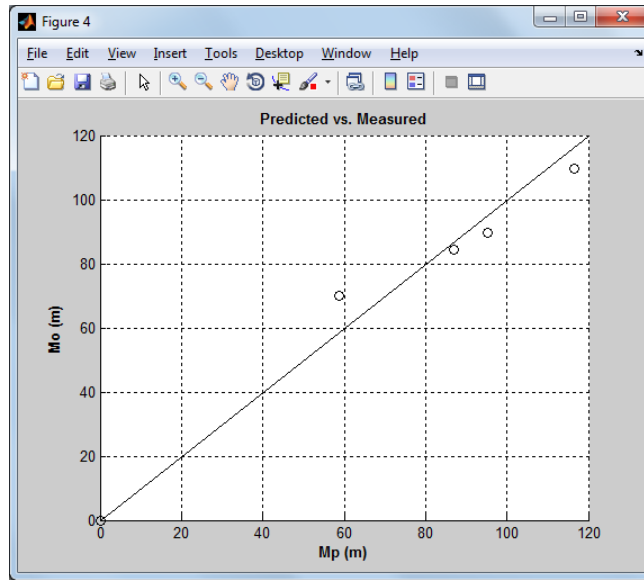 Figure 4
File Edit View Insert Tools Desktop Window Help
Predicted vs. Measured
120
100
80
60
40
20
0
Mo (m)
0 20 40 60 80 100 120
Mp (m)